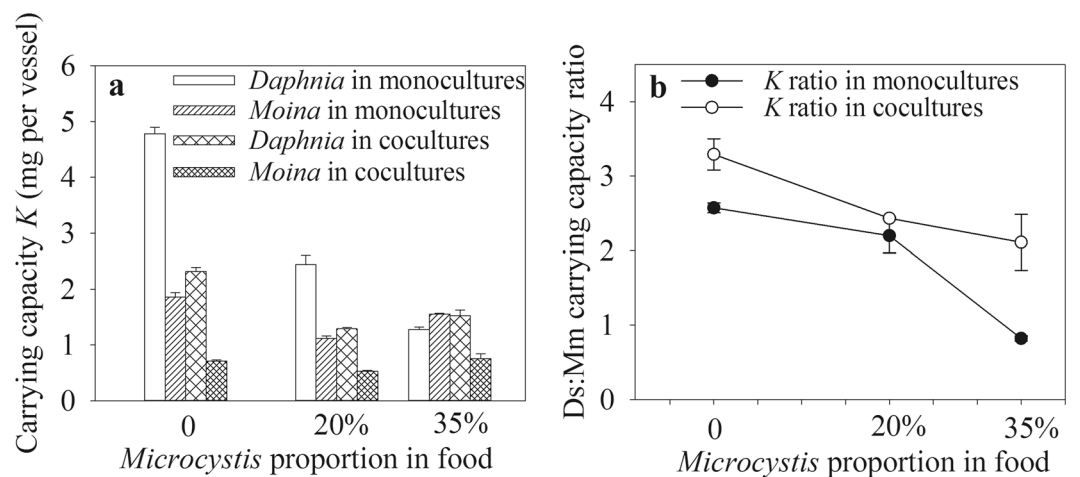 Carrying capacity K (mg per vessel)
6
5
4
3
2
1
0
a
Daphnia in monocultures
Moina in monocultures
Daphnia in cocultures
Moina in cocultures
0 20% 35%
Microcystis proportion in food
Ds:Mm carrying capacity ratio
4
3
2
1
0
b
K ratio in monocultures
K ratio in cocultures
0 20% 35%
Microcystis proportion in food